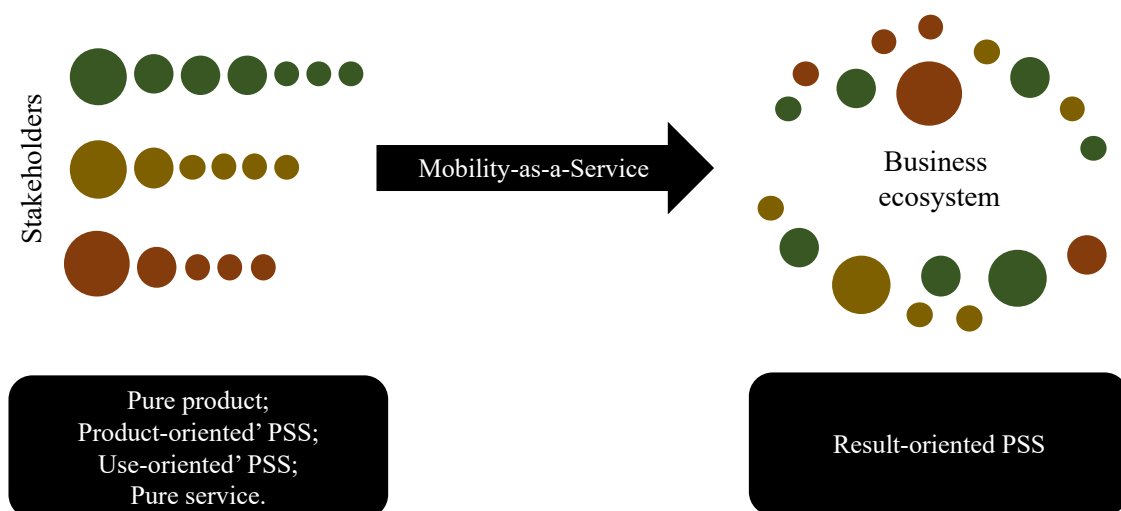 Stakeholders
Mobility-as-a-Service
Business
ecosystem
Pure product;
Product-oriented’ PSS;
Use-oriented’ PSS;
Pure service.
Result-oriented PSS